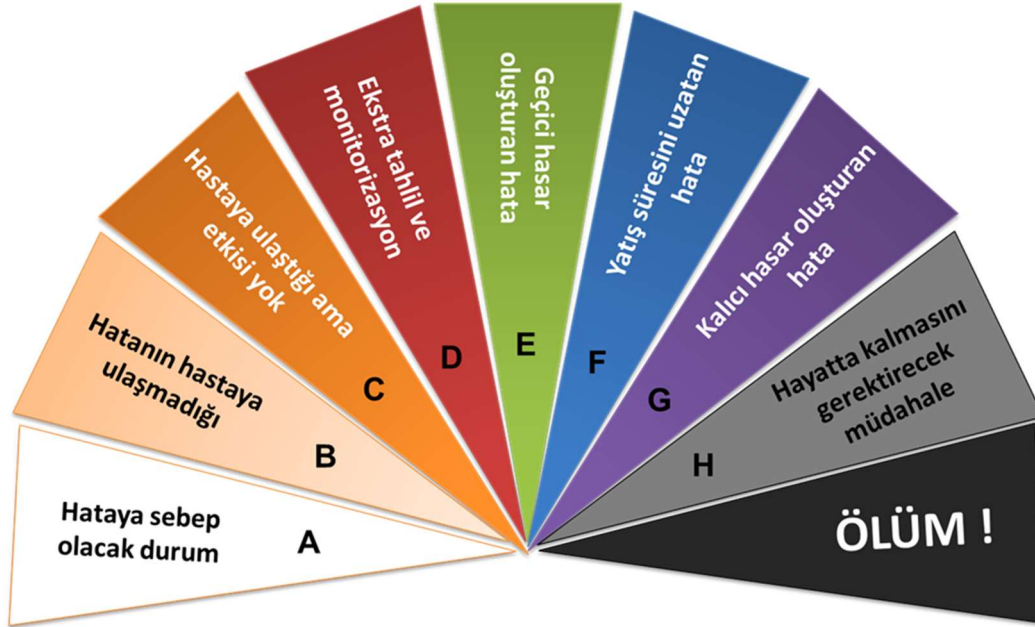 Hataya sebep
olacak durum
A
Hatanın hastaya
ulaşmadığı
B
Hastaya ulaştığı ama
etkisi yok
C
Ekstra tahlil ve
monitorizasyon
D
Geçici hasar
oluşturan hata
E
Yatış süresini uzatan
hata
F
Kalıcı hasar oluşturan
hata
G
Hayatta kalmasını
gerektirecek
müdahale
H
ÖLÜM !